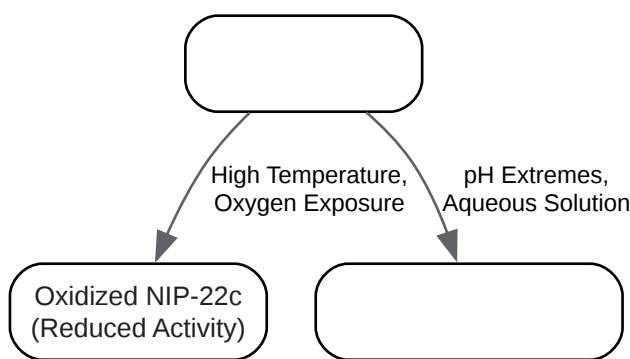 High Temperature,
Oxygen Exposure
pH Extremes,
Aqueous Solution
Oxidized NIP-22c
(Reduced Activity)